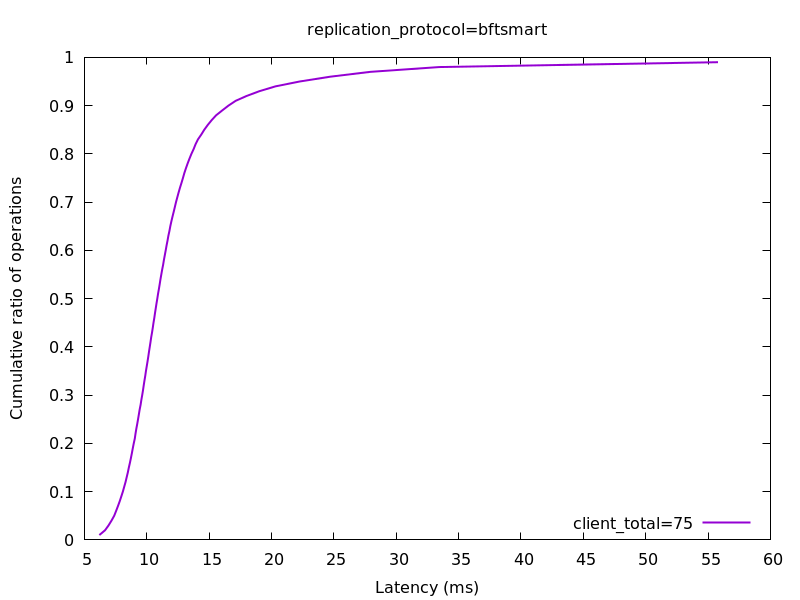 replication_protocol=bftsmart
1
0.9
0.8
0.7
0.6
0.5
0.4
0.3
0.2
0.1
0
Cumulative ratio of operations
client_total=75
5 10 15 20 25 30 35 40 45 50 55 60
Latency (ms)